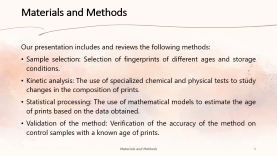 Materials and Methods
Our presentation includes and reviews the following methods:
• Sample selection: Selection of fingerprints of different ages and storage
conditions.
• Kinetic analysis: The use of specialized chemical and physical tests to study
changes in the composition of prints.
• Statistical processing: The use of mathematical models to estimate the age
of prints based on the data obtained.
• Validation of the method: Verification of the accuracy of the method on
control samples with a known age of prints.
Materials and Methods